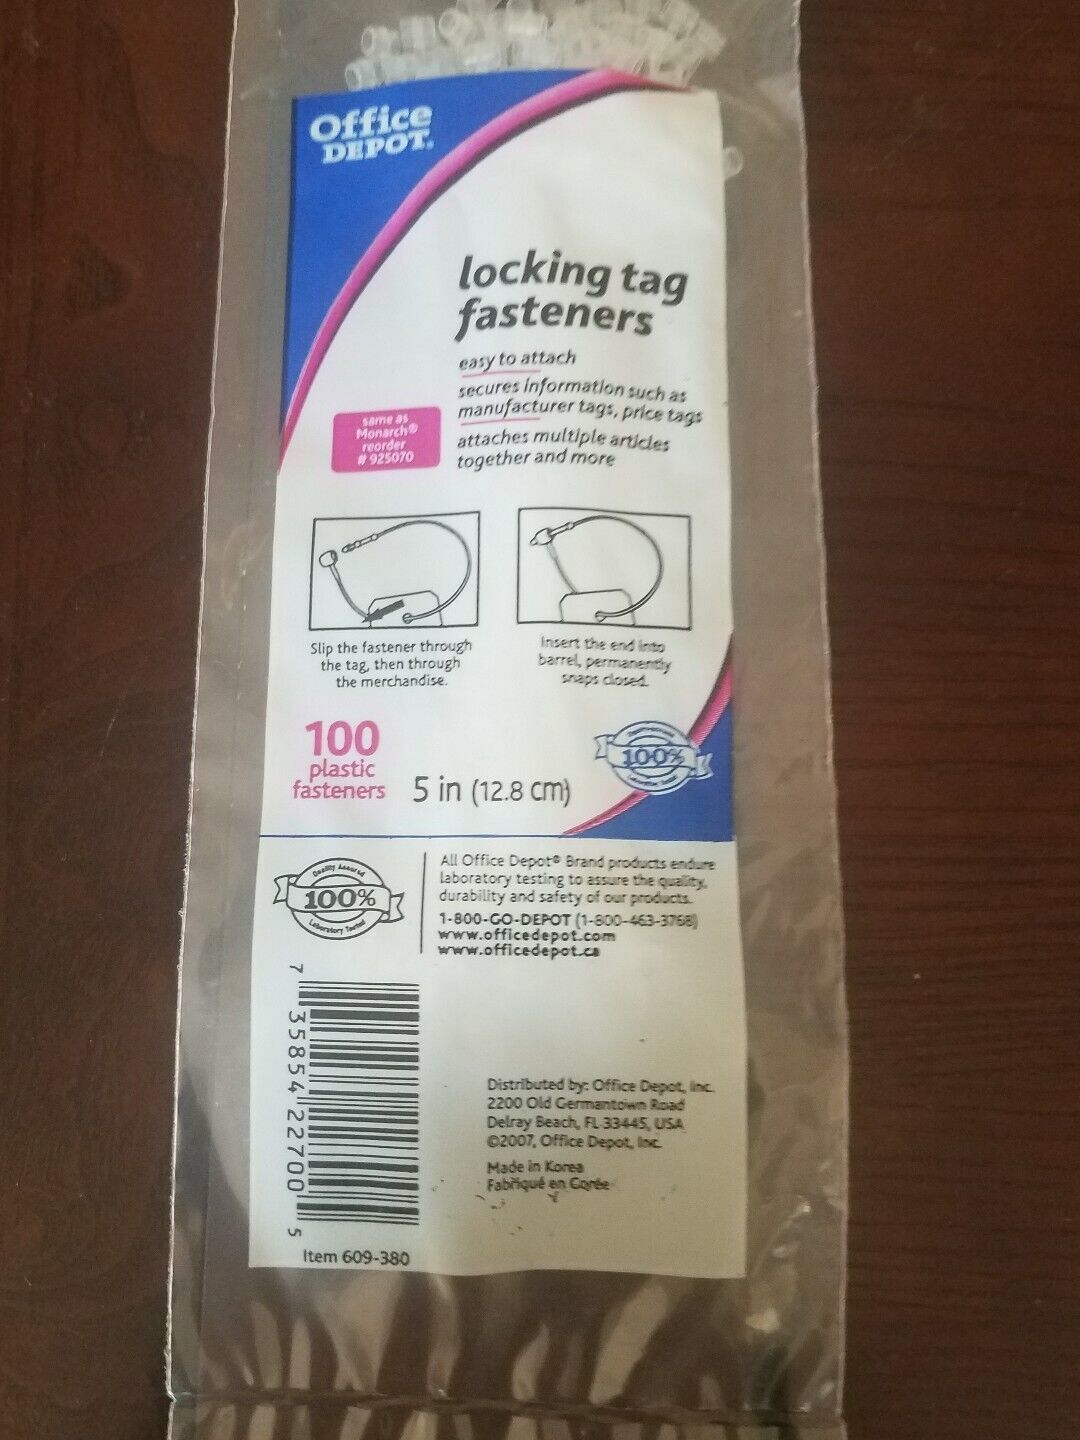 Office
DEPOT.
locking tag
fasteners
easy to attach
secures information such as
manufacturer tags, price tags
attaches multiple articles
together and more
same as
Monarch®
reorder
# 925070
Slip the fastener through
the tag, then through
the merchandise.
Insert the end into
barrel, permanently
snaps closed.
100
plastic
fasteners
5 in (12.8 cm)
100%
Laboratory Tested
Quality Assured
100%
Laboratory Tested
All Office Depot® Brand products endure
laboratory testing to assure the quality,
durability and safety of our products.
1-800-GO-DEPOT (1-800-463-3768)
www.officedepot.com
www.officedepot.ca
7 35854 22700 5
Item 609-380
Distributed by: Office Depot, Inc.
2200 Old Germantown Road
Delray Beach, FL 33445, USA
©2007, Office Depot, Inc.
Made in Korea
Fabriqué en Corée